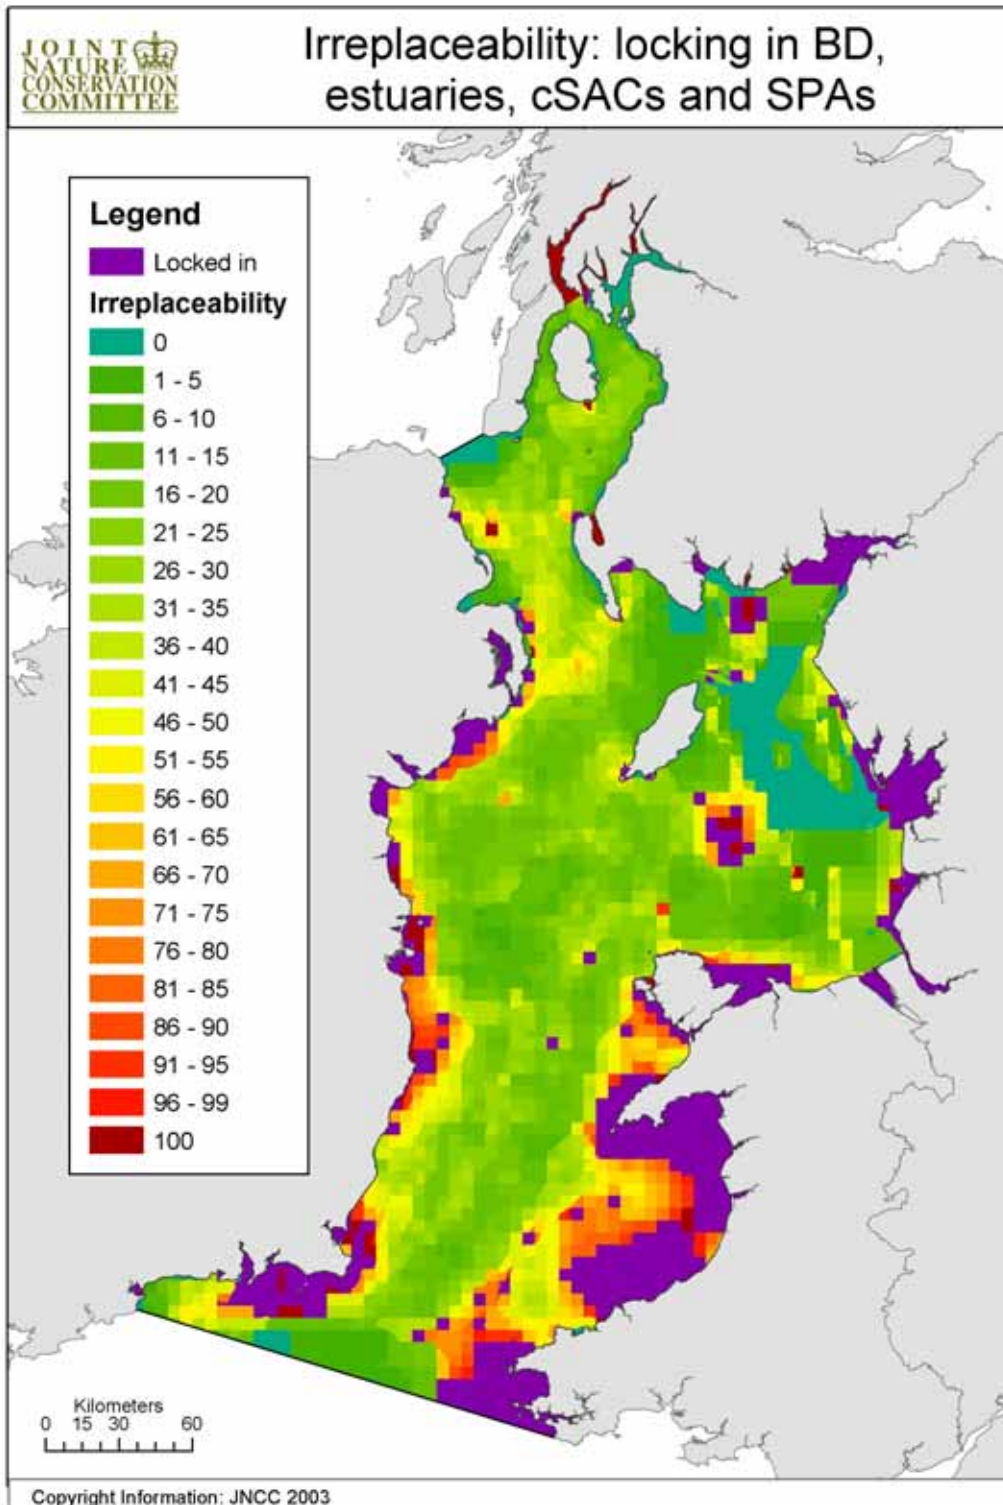 JOINT
NATURE
CONSERVATION
COMMITTEE
Irreplaceability: locking in BD,
estuaries, cSACs and SPAs
Legend
Locked in
Irreplaceability
0
1 - 5
6 - 10
11 - 15
16 - 20
21 - 25
26 - 30
31 - 35
36 - 40
41 - 45
46 - 50
51 - 55
56 - 60
61 - 65
66 - 70
71 - 75
76 - 80
81 - 85
86 - 90
91 - 95
96 - 99
100
Kilometers
0 15 30 60
Copyright Information: JNCC 2003